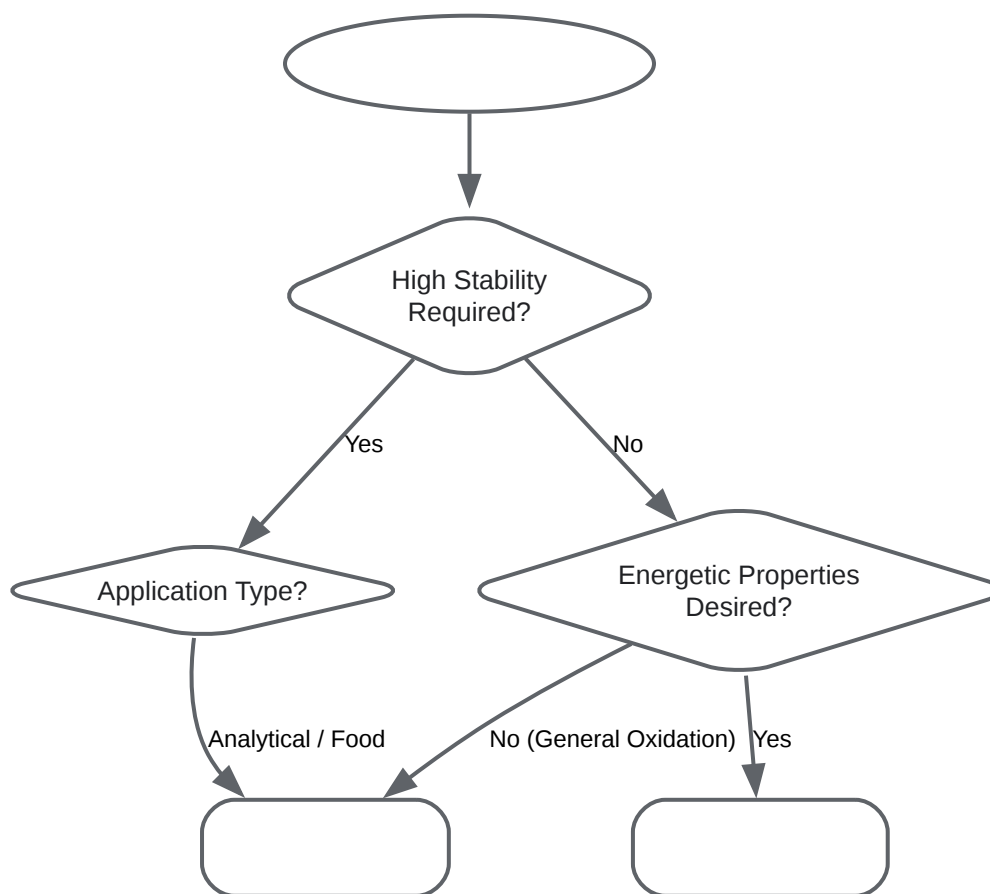 High Stability
Required?
Yes
No
Application Type?
Energetic Properties
Desired?
Analytical / Food
No (General Oxidation)
Yes